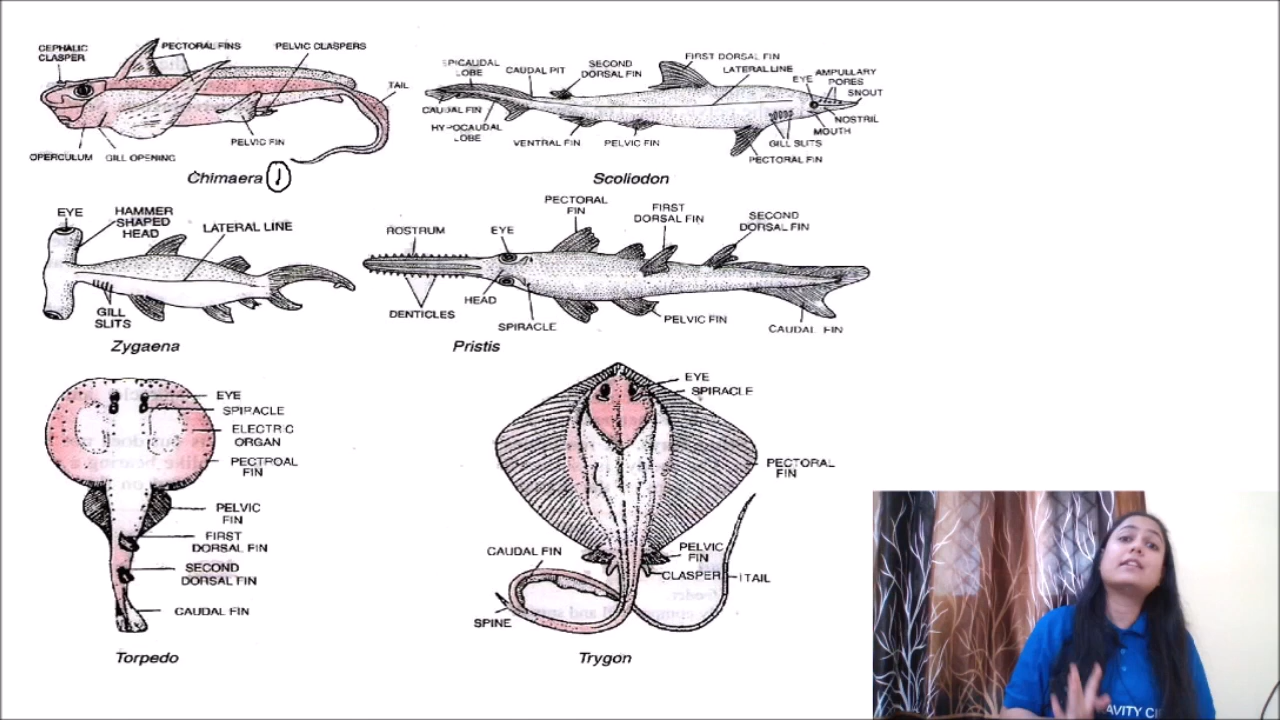 CEPHALIC
CLASPER
PECTORAL FINS
PELVIC CLASPERS
TAIL
PELVIC FIN
OPERCULUM
GILL OPENING
Chimaera 1
EPICAUDAL
LOBE
CAUDAL PIT
SECOND
DORSAL FIN
FIRST DORSAL FIN
LATERAL LINE
EYE
AMPULLARY
PORES
SNOUT
NOSTRIL
MOUTH
GILL SLITS
PECTORAL FIN
CAUDAL FIN
HYPOCAUDAL
LOBE
VENTRAL FIN
PELVIC FIN
Scoliodon
EYE
HAMMER
SHAPED
HEAD
LATERAL LINE
GILL
SLITS
Zygaena
ROSTRUM
EYE
PECTORAL
FIN
FIRST
DORSAL FIN
SECOND
DORSAL FIN
DENTICLES
HEAD
SPIRACLE
PELVIC FIN
CAUDAL FIN
Pristis
EYE
SPIRACLE
ELECTRIC
ORGAN
PECTROAL
FIN
PELVIC
FIN
FIRST
DORSAL FIN
SECOND
DORSAL FIN
CAUDAL FIN
Torpedo
EYE
SPIRACLE
PECTORAL
FIN
CAUDAL FIN
PELVIC
FIN
CLASPER
TAIL
SPINE
Trygon